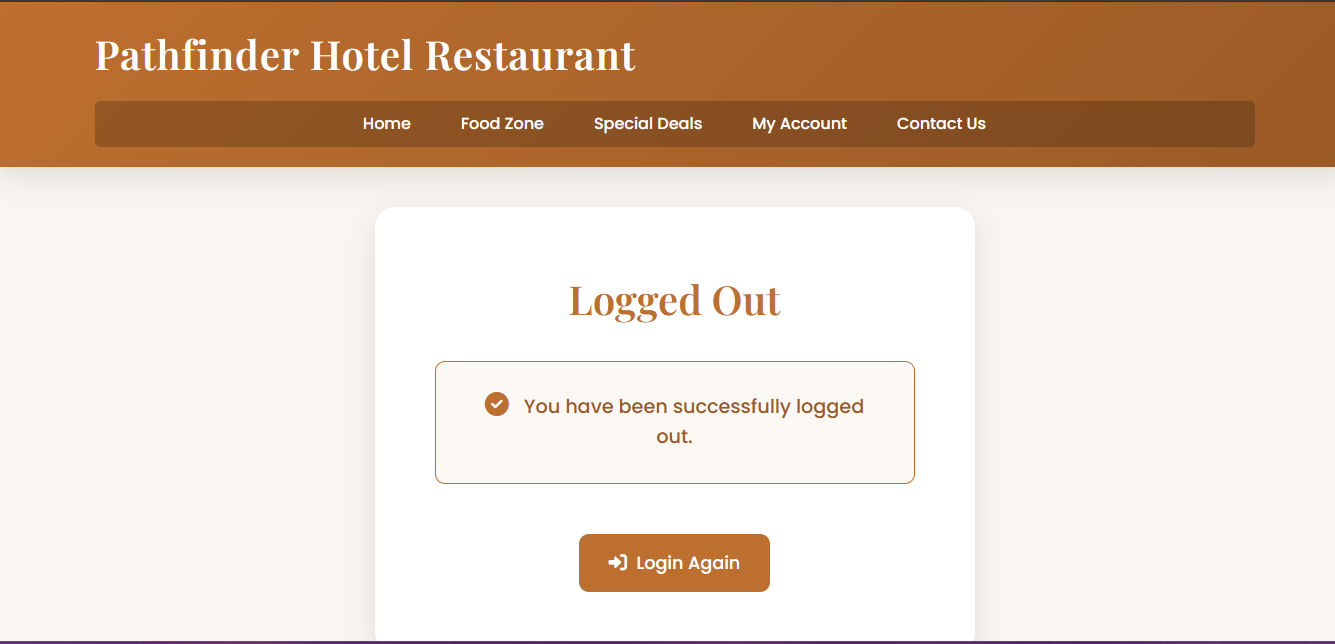 Pathfinder Hotel Restaurant
Home Food Zone Special Deals My Account Contact Us
Logged Out
You have been successfully logged
out.
Login Again